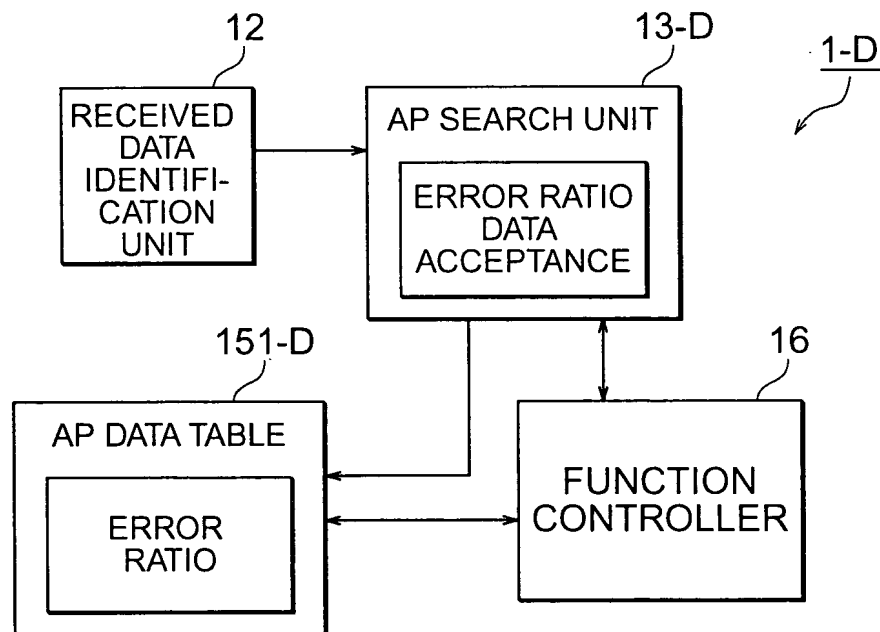 12
13-D
1-D
RECEIVED
DATA
IDENTIFI-
CATION
UNIT
AP SEARCH UNIT
ERROR RATIO
DATA
ACCEPTANCE
151-D
16
AP DATA TABLE
ERROR
RATIO
FUNCTION
CONTROLLER